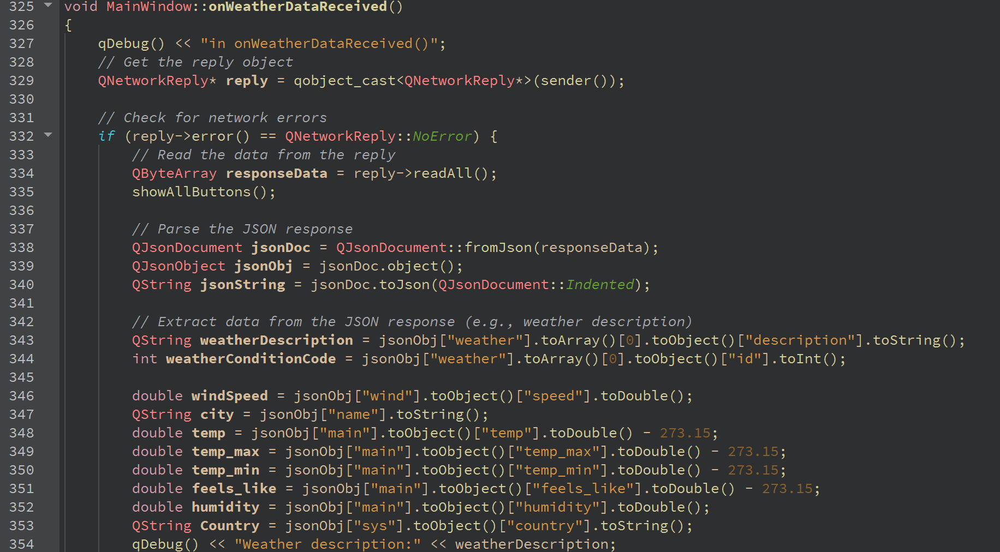 325 void MainWindow::onWeatherDataReceived()
326 {
327     qDebug() << "in onWeatherDataReceived()";
328     // Get the reply object
329     QNetworkReply* reply = qobject_cast<QNetworkReply*>(sender());
330
331     // Check for network errors
332     if (reply->error() == QNetworkReply::NoError) {
333         // Read the data from the reply
334         QByteArray responseData = reply->readAll();
335         showAllButtons();
336
337         // Parse the JSON response
338         QJsonDocument jsonDoc = QJsonDocument::fromJson(responseData);
339         QJsonObject jsonObj = jsonDoc.object();
340         QString jsonString = jsonDoc.toJson(QJsonDocument::Indented);
341
342         // Extract data from the JSON response (e.g., weather description)
343         QString weatherDescription = jsonObj["weather"].toArray()[0].toObject()["description"].toString();
344         int weatherConditionCode = jsonObj["weather"].toArray()[0].toObject()["id"].toInt();
345
346         double windSpeed = jsonObj["wind"].toObject()["speed"].toDouble();
347         QString city = jsonObj["name"].toString();
348         double temp = jsonObj["main"].toObject()["temp"].toDouble() - 273.15;
349         double temp_max = jsonObj["main"].toObject()["temp_max"].toDouble() - 273.15;
350         double temp_min = jsonObj["main"].toObject()["temp_min"].toDouble() - 273.15;
351         double feels_like = jsonObj["main"].toObject()["feels_like"].toDouble() - 273.15;
352         double humidity = jsonObj["main"].toObject()["humidity"].toDouble();
353         QString Country = jsonObj["sys"].toObject()["country"].toString();
354         qDebug() << "Weather description:" << weatherDescription;